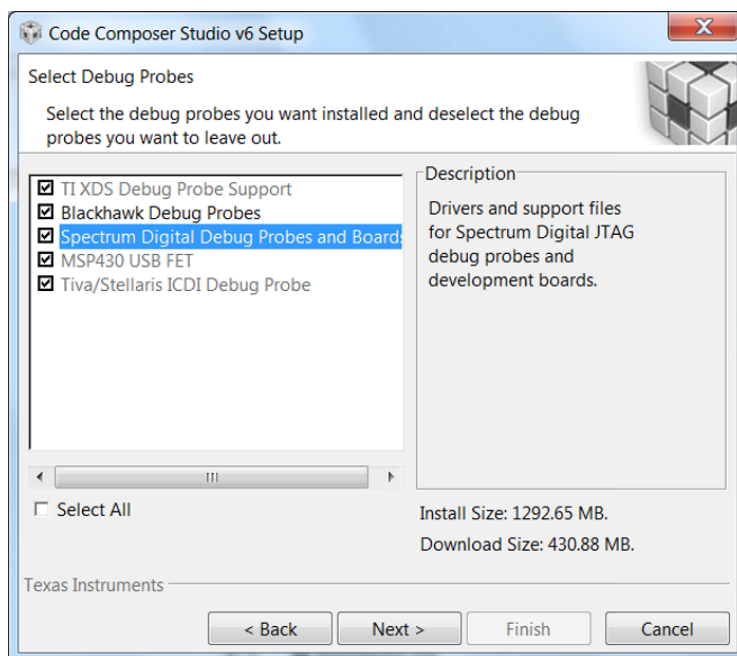 Code Composer Studio v6 Setup
X
Select Debug Probes
Select the debug probes you want installed and deselect the debug
probes you want to leave out.
TI XDS Debug Probe Support
Blackhawk Debug Probes
Spectrum Digital Debug Probes and Board
MSP430 USB FET
Tiva/Stellaris ICDI Debug Probe
Select All
Description
Drivers and support files
for Spectrum Digital JTAG
debug probes and
development boards.
Install Size: 1292.65 MB.
Download Size: 430.88 MB.
Texas Instruments
< Back
Next >
Finish
Cancel